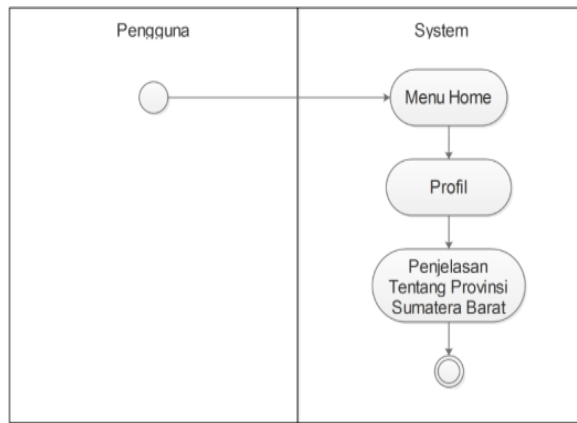 Pengguna
System
Menu Home
Profil
Penjelasan
Tentang Provinsi
Sumatera Barat